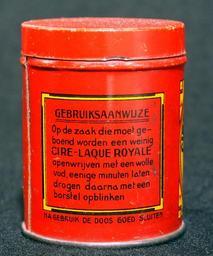 GEBRUIKSAANWIJZE
Op de zaak die moet ge-
boend worden een weinig
CIRE-LAQUE ROYALE
openwrijven met een wolle
vod, eenige minuten laten
drogen daarna met een
borstel opblinken
NA GEBRUIK DE DOOS GOED SLUITEN